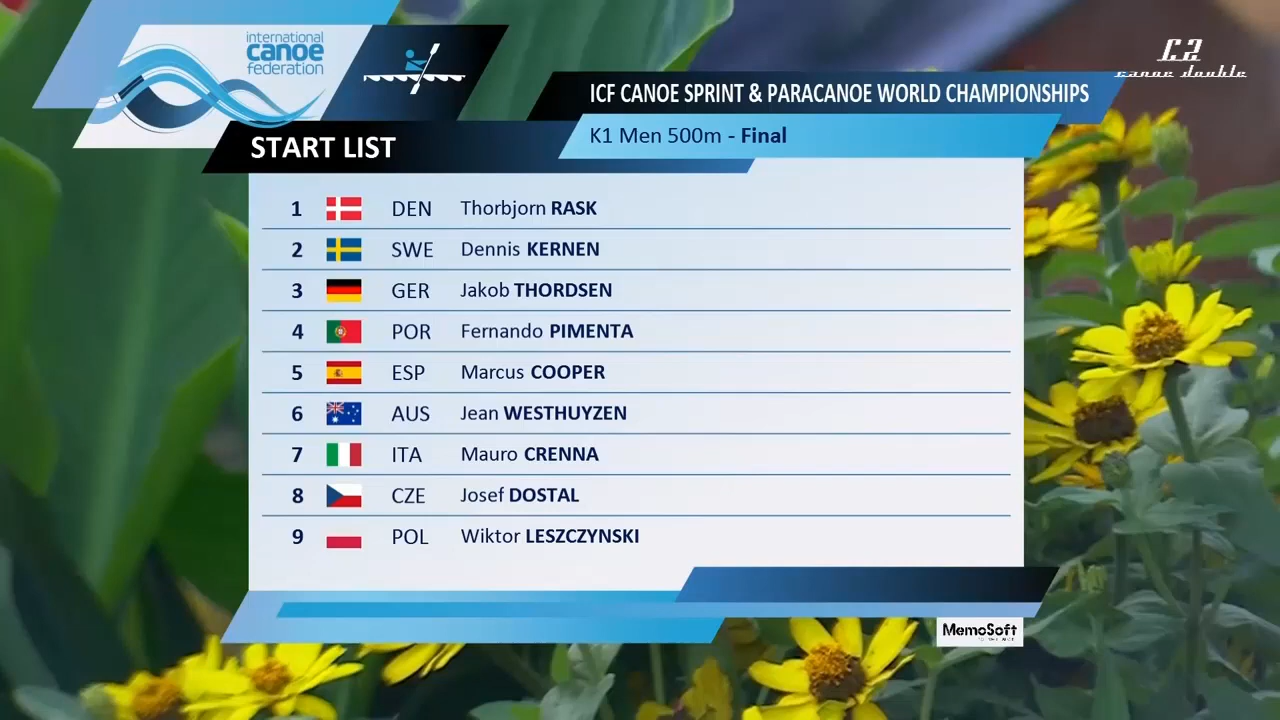 international
canoe
federation
C2
canoe double
ICF CANOE SPRINT & PARACANOE WORLD CHAMPIONSHIPS
START LIST
K1 Men 500m - Final
1 DEN Thorbjorn RASK
2 SWE Dennis KERNEN
3 GER Jakob THORDSEN
4 POR Fernando PIMENTA
5 ESP Marcus COOPER
6 AUS Jean WESTHUYZEN
7 ITA Mauro CRENNA
8 CZE Josef DOSTAL
9 POL Wiktor LESZCZYNSKI
MemoSoft